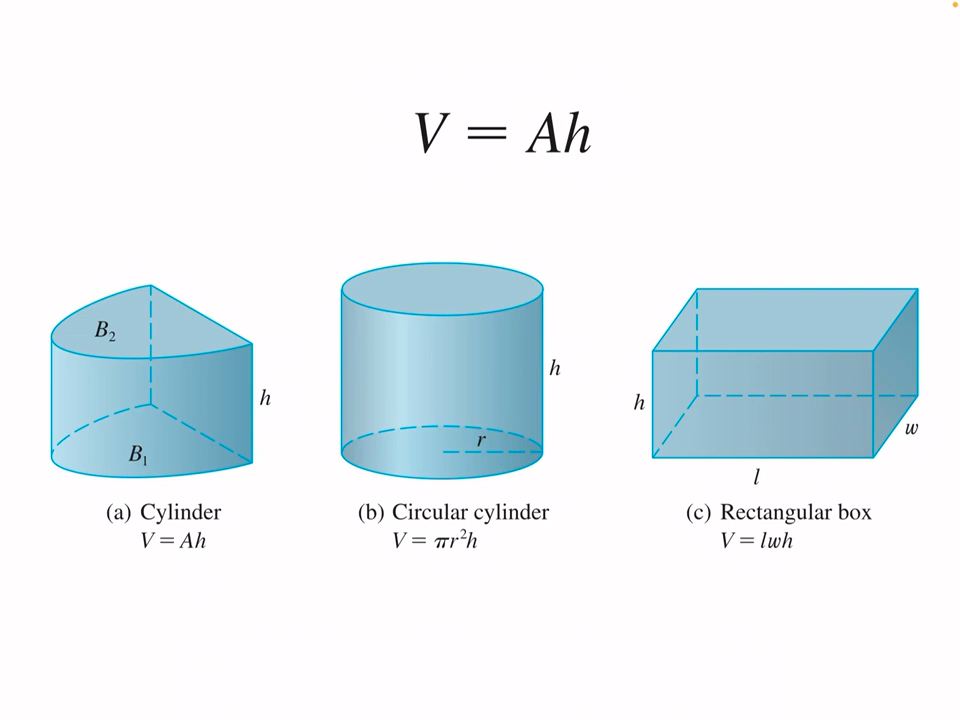 V = Ah
B₂
h
B₁
(a) Cylinder
V = Ah
h
r
(b) Circular cylinder
V = πr²h
h
w
l
(c) Rectangular box
V = lwh